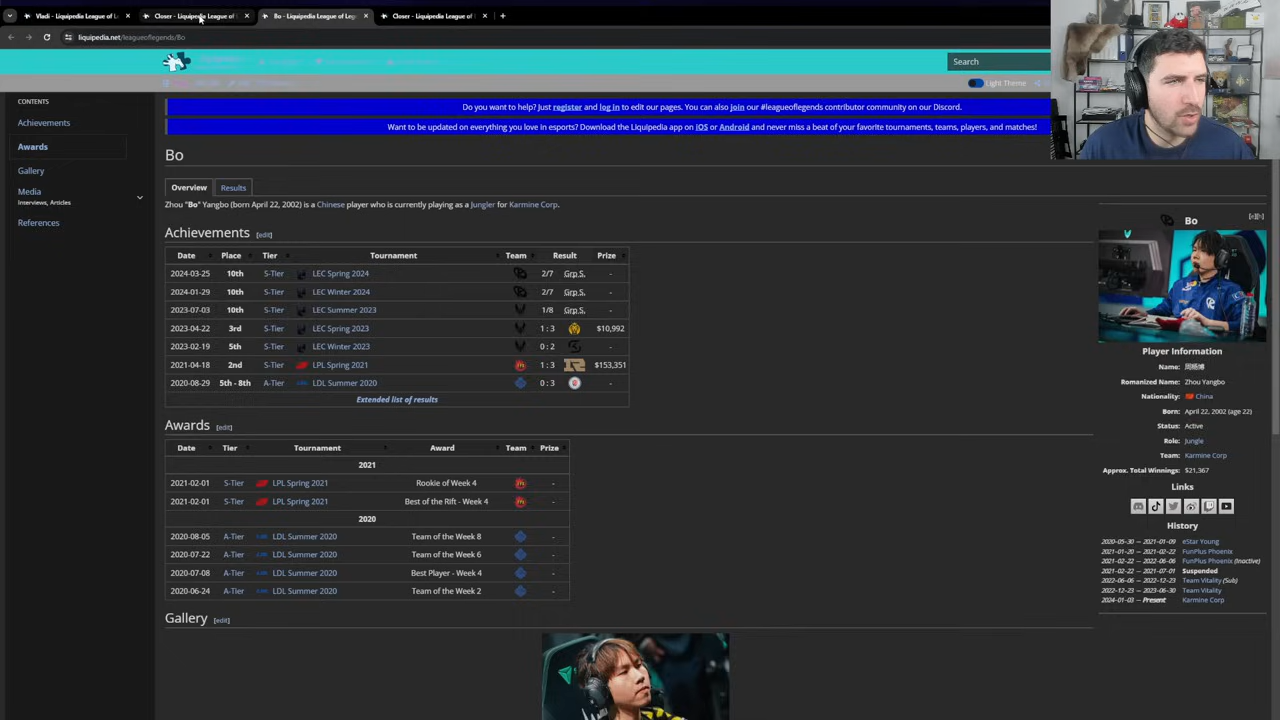 Vladi - Liquipedia League of L
Closer - Liquipedia League of
Bo - Liquipedia League of Leg
Closer - Liquipedia League of
liquipedia.net/leagueoflegends/Bo
Search
CONTENTS
Light Theme
Do you want to help? Just register and log in to edit our pages. You can also join our #leagueoflegends contributor community on our Discord.
Achievements
Want to be updated on everything you love in esports? Download the Liquipedia app on iOS or Android and never miss a beat of your favorite tournaments, teams, players, and matches!
Awards
Gallery
Media
Interviews, Articles
References
Bo
Overview Results
Zhou "Bo" Yangbo (born April 22, 2002) is a Chinese player who is currently playing as a Jungler for Karmine Corp.
Achievements [edit]
Date Place Tier Tournament Team Result Prize
2024-03-25 10th S-Tier LEC Spring 2024 2/7 Grp S. -
2024-01-29 10th S-Tier LEC Winter 2024 2/7 Grp S. -
2023-07-03 10th S-Tier LEC Summer 2023 1/8 Grp S. -
2023-04-22 3rd S-Tier LEC Spring 2023 1 : 3 $10,992
2023-02-19 5th S-Tier LEC Winter 2023 0 : 2 -
2021-04-18 2nd S-Tier LPL Spring 2021 1 : 3 $153,351
2020-08-29 5th - 8th A-Tier LDL Summer 2020 0 : 3 -
Extended list of results
Awards [edit]
Date Tier Tournament Award Team Prize
2021
2021-02-01 S-Tier LPL Spring 2021 Rookie of Week 4 -
2021-02-01 S-Tier LPL Spring 2021 Best of the Rift - Week 4 -
2020
2020-08-05 A-Tier LDL Summer 2020 Team of the Week 8 -
2020-07-22 A-Tier LDL Summer 2020 Team of the Week 6 -
2020-07-08 A-Tier LDL Summer 2020 Best Player - Week 4 -
2020-06-24 A-Tier LDL Summer 2020 Team of the Week 2 -
Gallery [edit]
Bo
Player Information
Name: 周楊博
Romanized Name: Zhou Yangbo
Nationality: China
Born: April 22, 2002 (age 22)
Status: Active
Role: Jungle
Team: Karmine Corp
Approx. Total Winnings: $21,367
Links
History
2020-05-30 — 2021-01-09 eStar Young
2021-01-20 — 2021-02-22 FunPlus Phoenix
2021-02-22 — 2022-06-06 FunPlus Phoenix (Inactive)
2021-02-22 — 2021-07-01 Suspended
2022-06-06 — 2022-12-23 Team Vitality (Sub)
2022-12-23 — 2023-06-30 Team Vitality
2024-01-03 — Present Karmine Corp